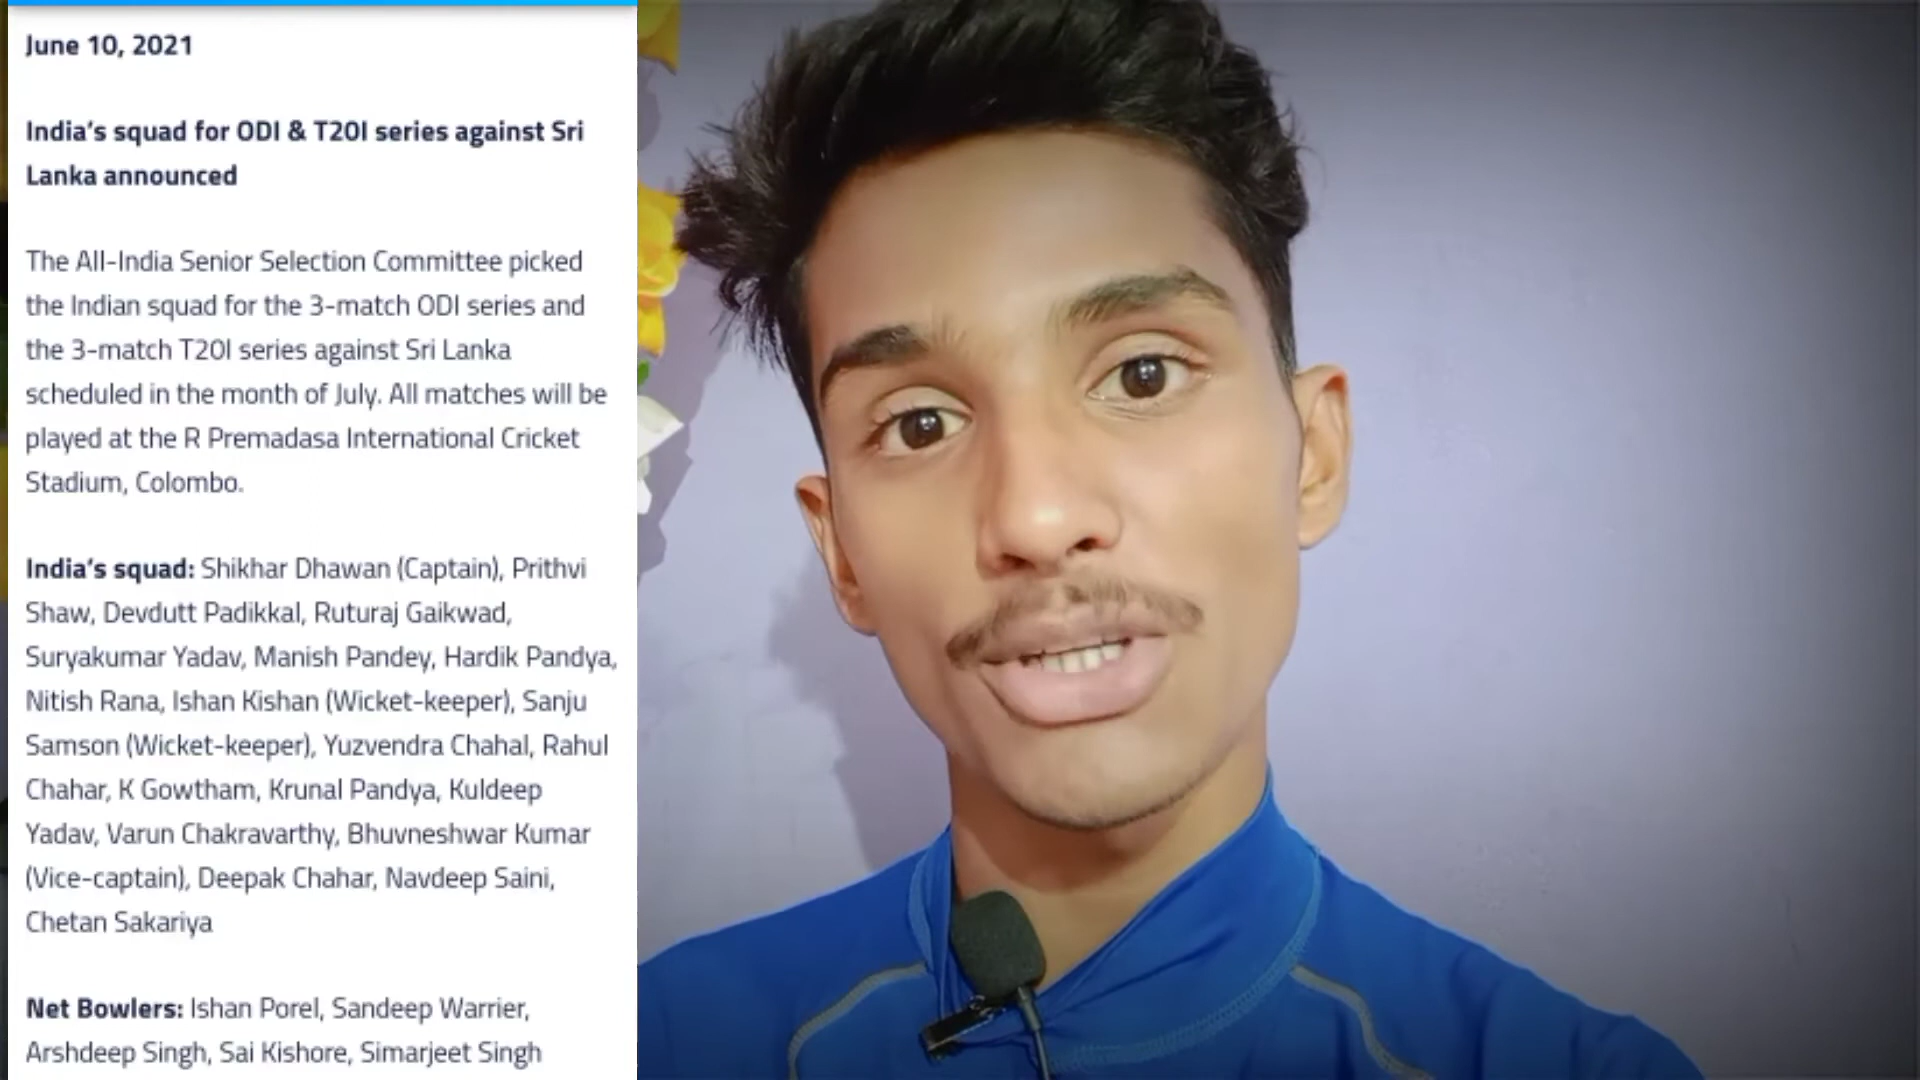 June 10, 2021
India's squad for ODI & T20I series against Sri
Lanka announced
The All-India Senior Selection Committee picked
the Indian squad for the 3-match ODI series and
the 3-match T20I series against Sri Lanka
scheduled in the month of July. All matches will be
played at the R Premadasa International Cricket
Stadium, Colombo.
India's squad: Shikhar Dhawan (Captain), Prithvi
Shaw, Devdutt Padikkal, Ruturaj Gaikwad,
Suryakumar Yadav, Manish Pandey, Hardik Pandya,
Nitish Rana, Ishan Kishan (Wicket-keeper), Sanju
Samson (Wicket-keeper), Yuzvendra Chahal, Rahul
Chahar, K Gowtham, Krunal Pandya, Kuldeep
Yadav, Varun Chakravarthy, Bhuvneshwar Kumar
(Vice-captain), Deepak Chahar, Navdeep Saini,
Chetan Sakariya
Net Bowlers: Ishan Porel, Sandeep Warrier,
Arshdeep Singh, Sai Kishore, Simarjeet Singh